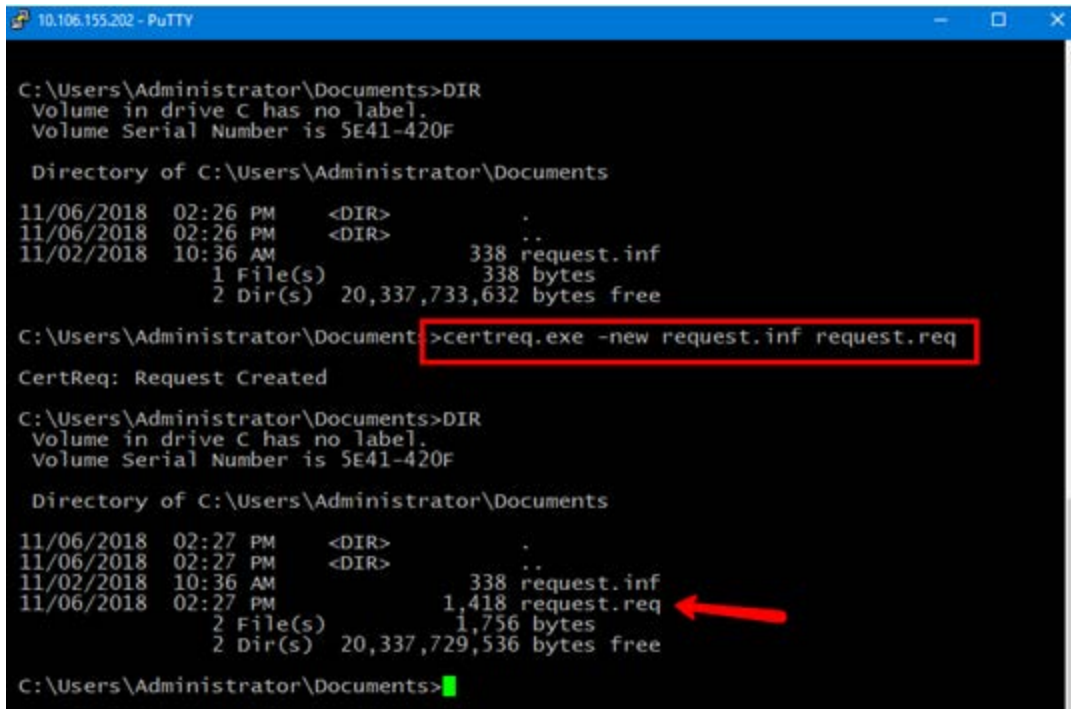 10.106.155.202 - PuTTY
C:\Users\Administrator\Documents>DIR
Volume in drive C has no label.
Volume Serial Number is 5E41-420F
Directory of C:\Users\Administrator\Documents
11/06/2018 02:26 PM <DIR> .
11/06/2018 02:26 PM <DIR> ..
11/02/2018 10:36 AM 338 request.inf
1 File(s) 338 bytes
2 Dir(s) 20,337,733,632 bytes free
C:\Users\Administrator\Documents>certreq.exe -new request.inf request.req
CertReq: Request Created
C:\Users\Administrator\Documents>DIR
Volume in drive C has no label.
Volume Serial Number is 5E41-420F
Directory of C:\Users\Administrator\Documents
11/06/2018 02:27 PM <DIR> .
11/06/2018 02:27 PM <DIR> ..
11/02/2018 10:36 AM 338 request.inf
11/06/2018 02:27 PM 1,418 request.req
2 File(s) 1,756 bytes
2 Dir(s) 20,337,729,536 bytes free
C:\Users\Administrator\Documents>